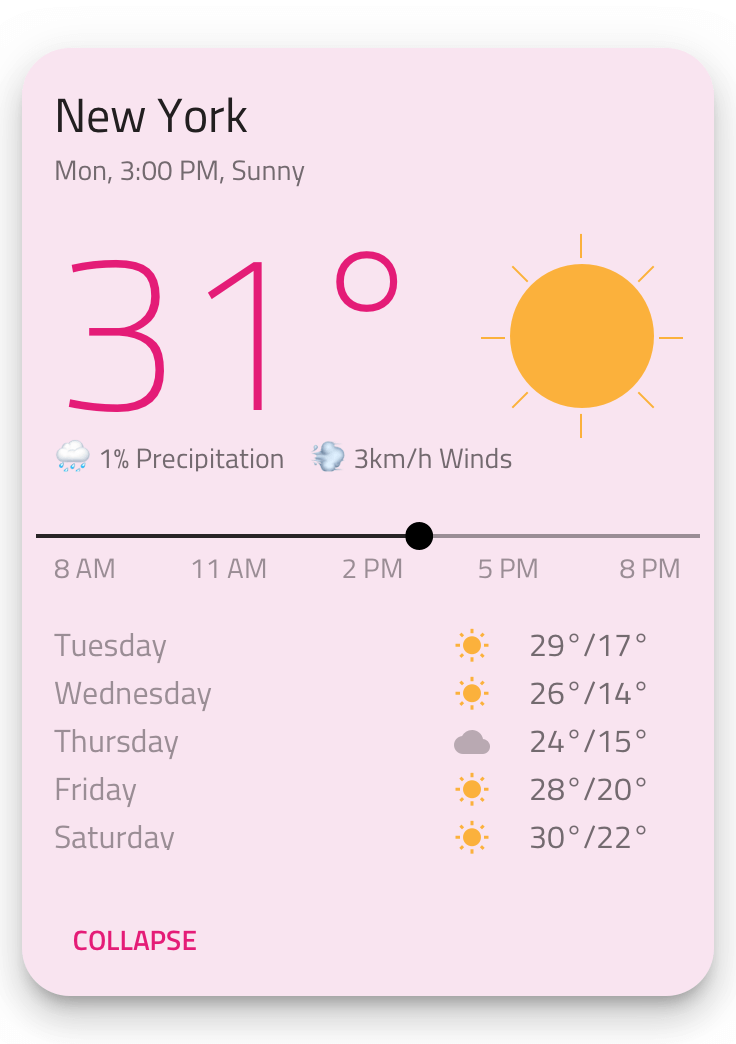 New York
Mon, 3:00 PM, Sunny
31°
1% Precipitation 3km/h Winds
8 AM 11 AM 2 PM 5 PM 8 PM
Tuesday 29°/17°
Wednesday 26°/14°
Thursday 24°/15°
Friday 28°/20°
Saturday 30°/22°
COLLAPSE